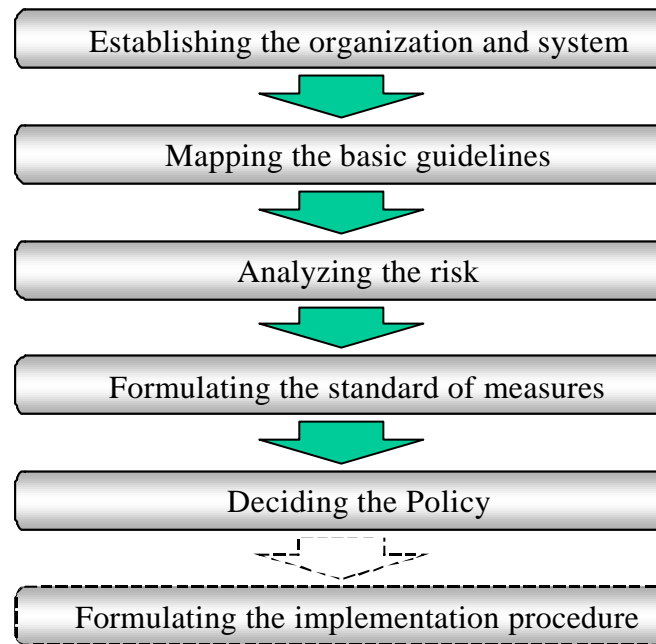 Establishing the organization and system
Mapping the basic guidelines
Analyzing the risk
Formulating the standard of measures
Deciding the Policy
Formulating the implementation procedure